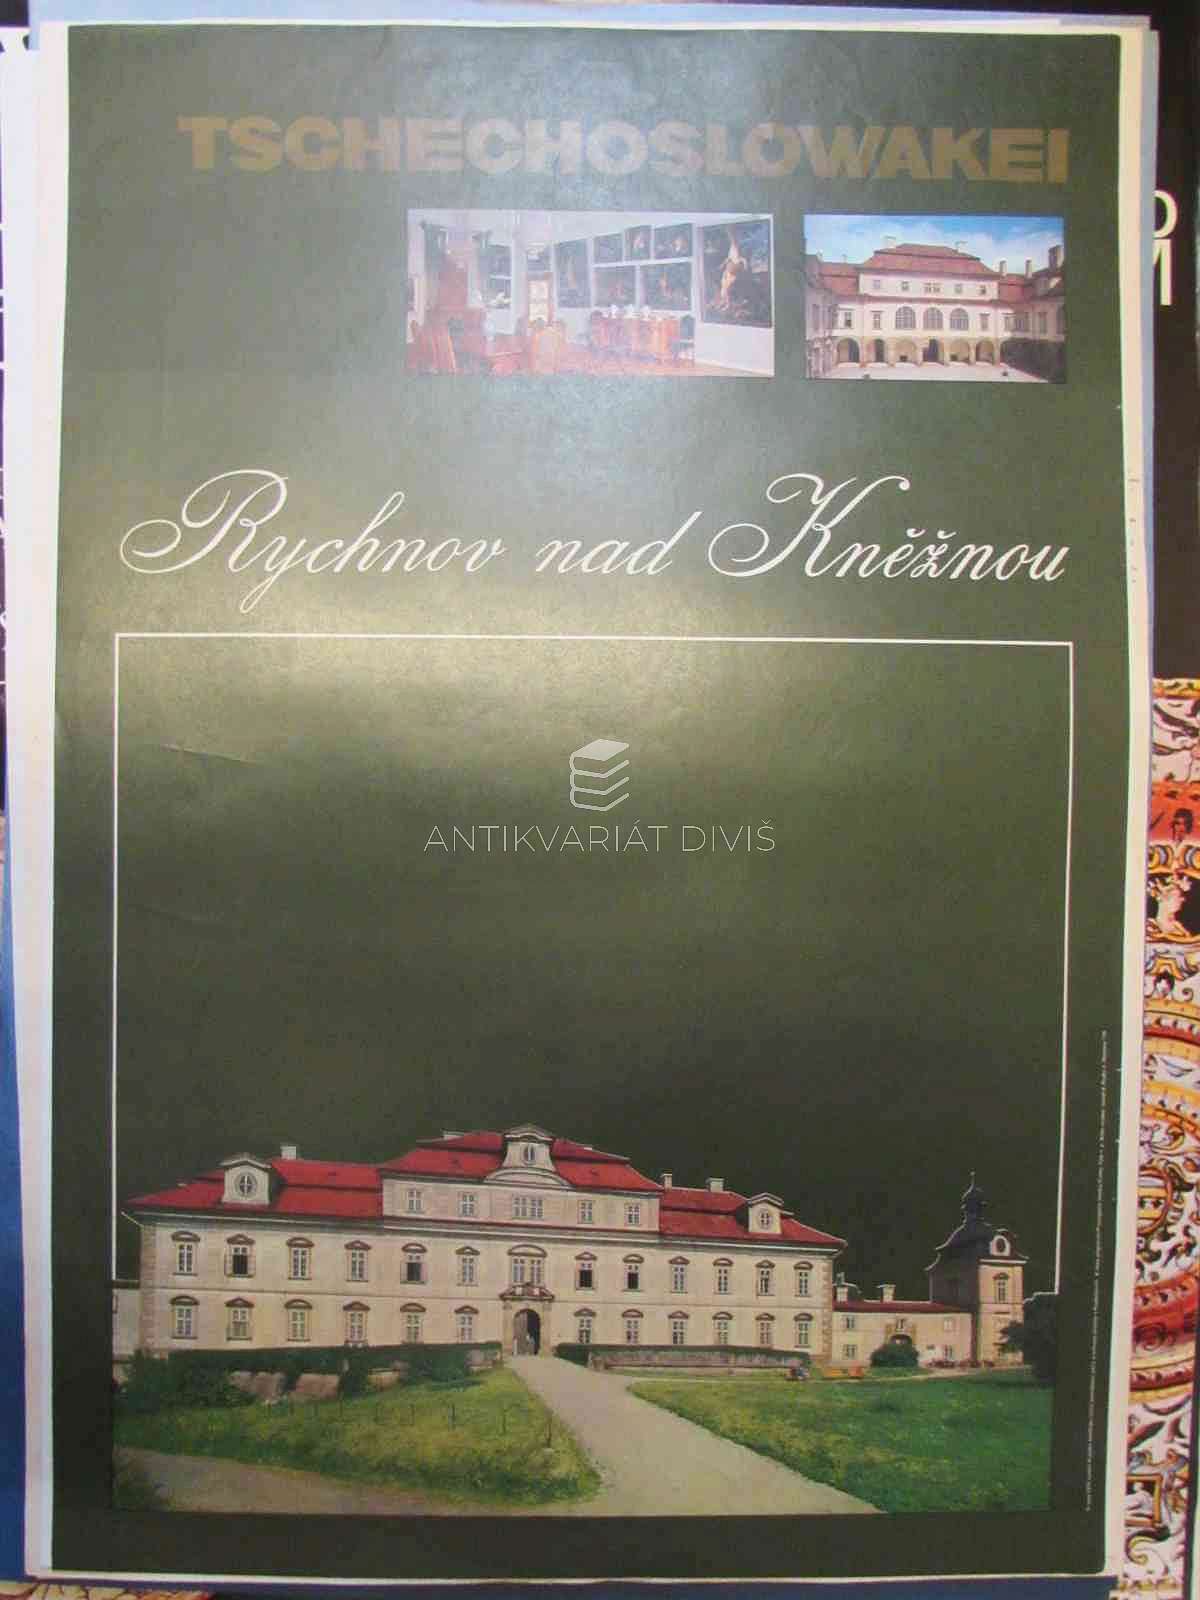 TSCHECHOSLOWAKEI
Rychnov nad Kněžnou
ANTIKVARIÁT DIVIŠ